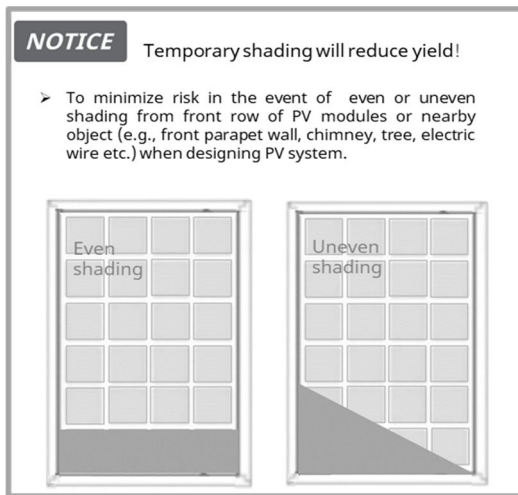 NOTICE Temporary shading will reduce yield!
➢ To minimize risk in the event of even or uneven
shading from front row of PV modules or nearby
object (e.g., front parapet wall, chimney, tree, electric
wire etc.) when designing PV system.
Even
shading
Uneven
shading